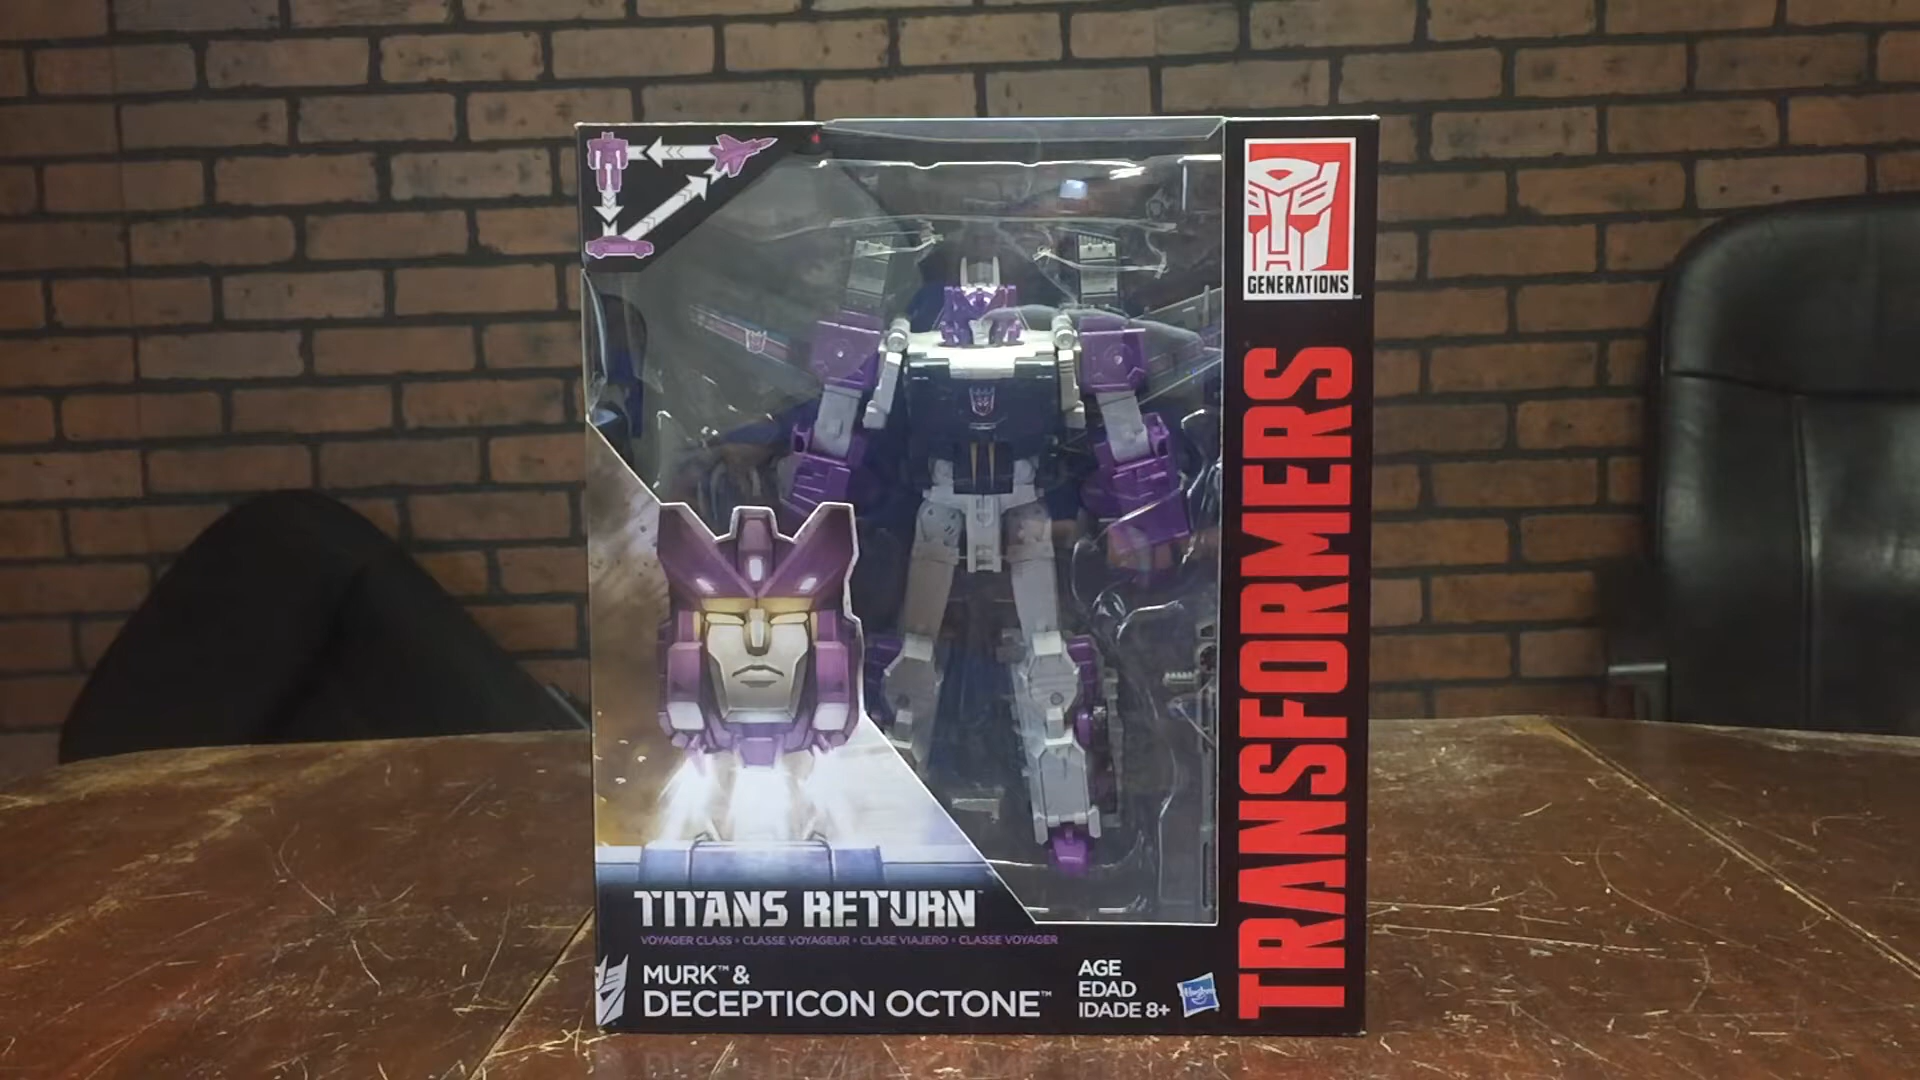 GENERATIONS
TRANSFORMERS
TITANS RETURN™
VOYAGER CLASS • CLASSE VOYAGEUR • CLASE VIAJERO • CLASSE VOYAGER
MURK™ &
DECEPTICON OCTONE™
AGE
EDAD
IDADE 8+
Hasbro